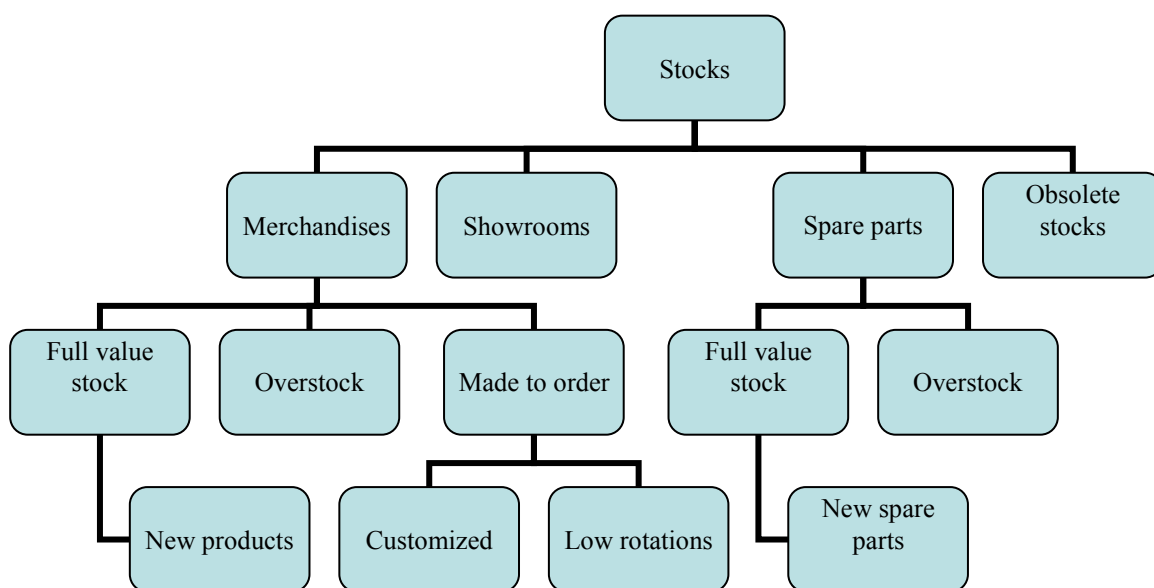 Stocks
Merchandises
Showrooms
Spare parts
Obsolete
stocks
Full value
stock
Overstock
Made to order
Full value
stock
Overstock
New products
Customized
Low rotations
New spare
parts